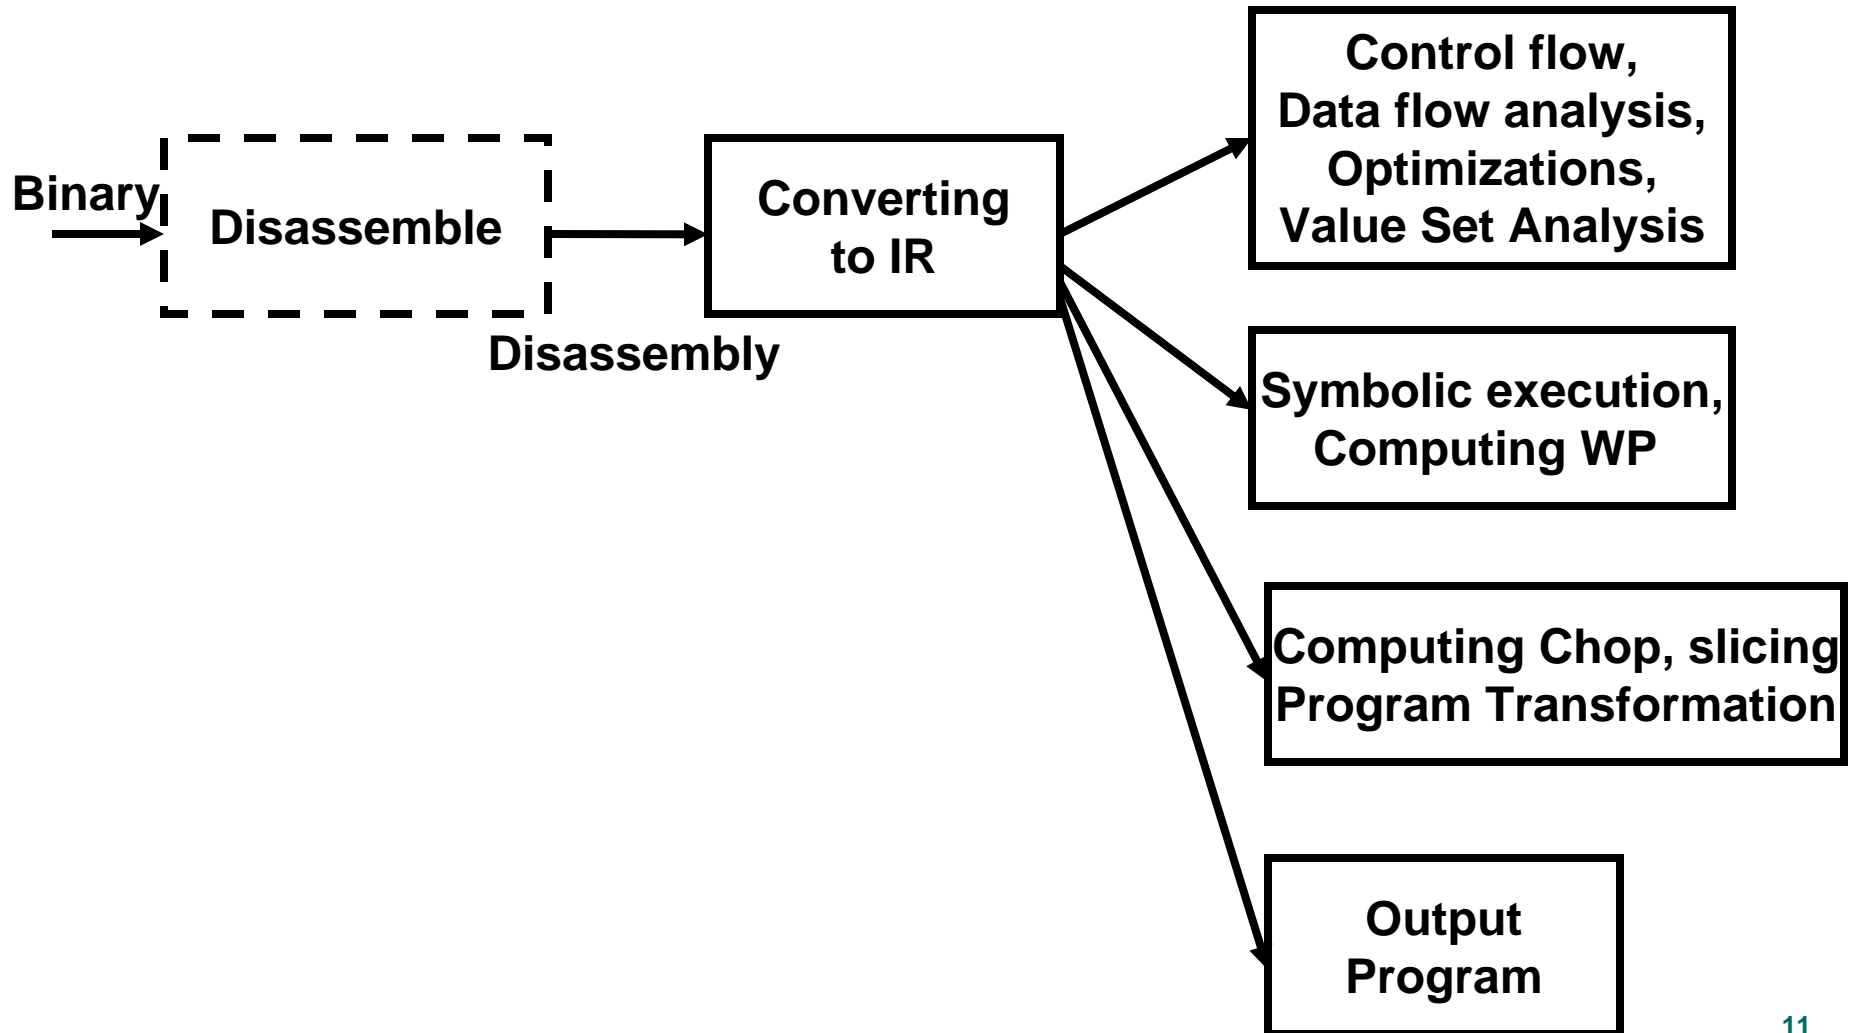 Binary
Disassemble
Disassembly
Converting
to IR
Control flow,
Data flow analysis,
Optimizations,
Value Set Analysis
Symbolic execution,
Computing WP
Computing Chop, slicing
Program Transformation
Output
Program
11